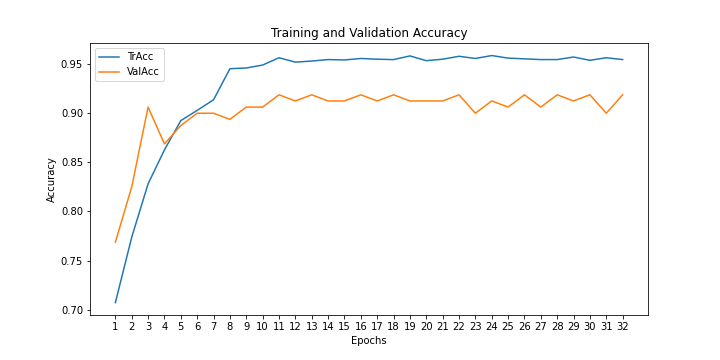 Training and Validation Accuracy
TrAcc
ValAcc
0.95
0.90
0.85
0.80
0.75
0.70
Accuracy
1 2 3 4 5 6 7 8 9 10 11 12 13 14 15 16 17 18 19 20 21 22 23 24 25 26 27 28 29 30 31 32
Epochs